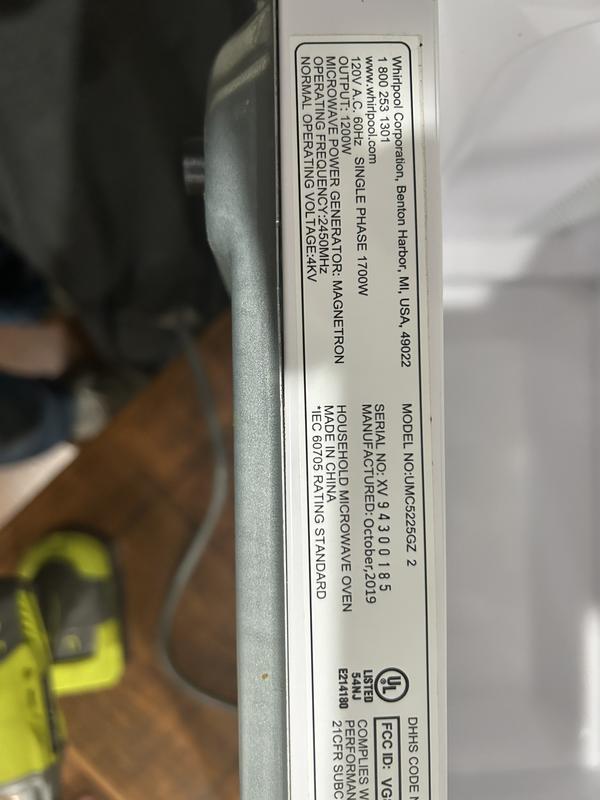 Whirlpool Corporation, Benton Harbor, MI, USA, 49022
1 800 253 1301
www.whirlpool.com
120V A.C. 60Hz SINGLE PHASE 1700W
OUTPUT: 1200W
MICROWAVE POWER GENERATOR: MAGNETRON
OPERATING FREQUENCY:2450MHz
NORMAL OPERATING VOLTAGE:4KV
MODEL NO:UMC5225GZ 2
SERIAL NO: XV 9 4 3 0 0 1 8 5
MANUFACTURED: October,2019
HOUSEHOLD MICROWAVE OVEN
MADE IN CHINA
*IEC 60705 RATING STANDARD
UL
LISTED
54NJ
E214180
DHHS CODE
FCC ID: VG
COMPLIES
PERFORMAN
21CFR SUBC